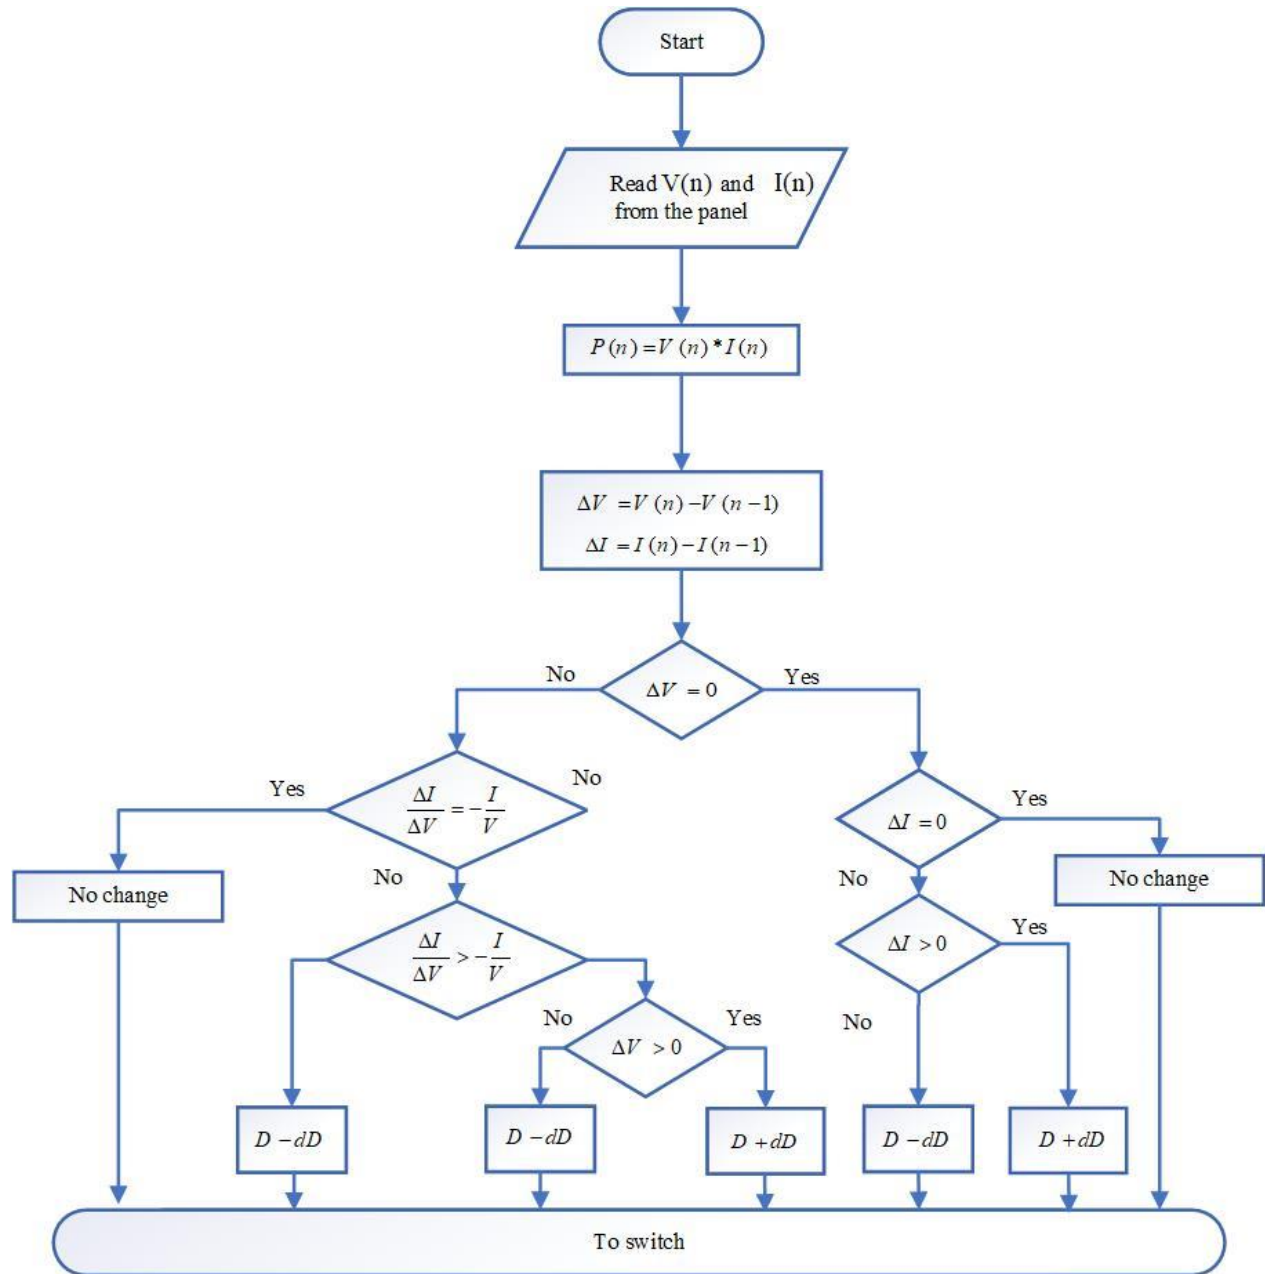 Start
Read V(n) and I(n)
from the panel
P(n)=V(n)*I(n)
ΔV =V(n)−V(n−1)
ΔI =I(n)−I(n−1)
No
ΔV = 0
Yes
Yes
ΔI/ΔV = −I/V
No
ΔI = 0
Yes
No change
No
No
No change
ΔI/ΔV > −I/V
ΔI > 0
Yes
No
ΔV > 0
Yes
No
D −dD
D −dD
D +dD
D −dD
D +dD
To switch